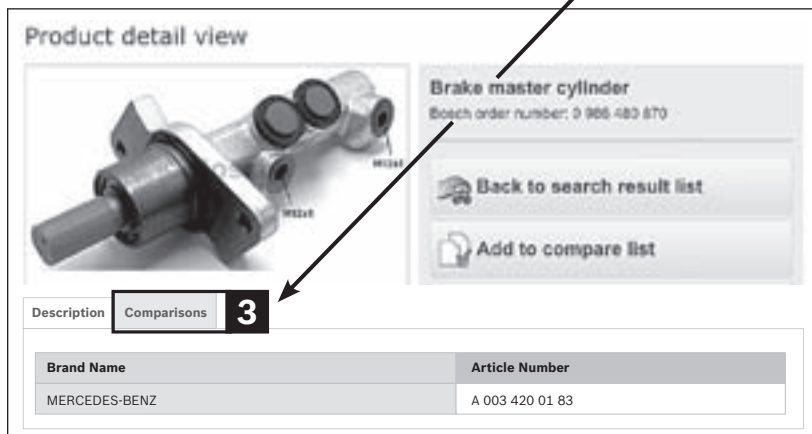 Product detail view
Brake master cylinder
Bosch order number: 0 986 480 870
Back to search result list
Add to compare list
Description
Comparisons
3
Brand Name
Article Number
MERCEDES-BENZ
A 003 420 01 83